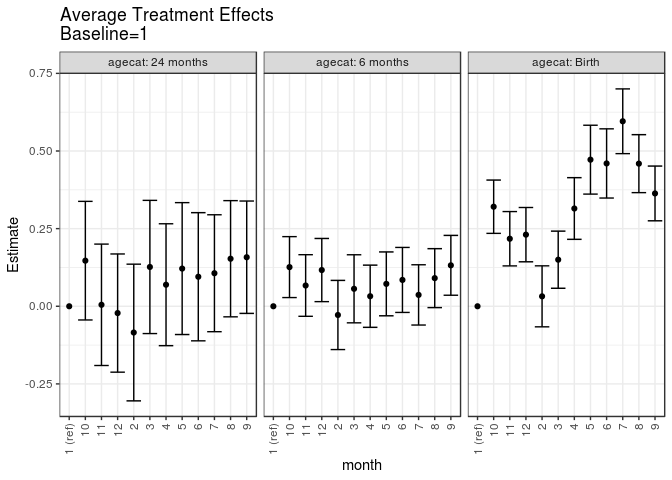 Average Treatment Effects
Baseline=1
agecat: 24 months agecat: 6 months agecat: Birth
0.75
0.50
0.25
0.00
-0.25
Estimate
1 (ref) 10 11 12 2 3 4 5 6 7 8 9 1 (ref) 10 11 12 2 3 4 5 6 7 8 9 1 (ref) 10 11 12 2 3 4 5 6 7 8 9
month